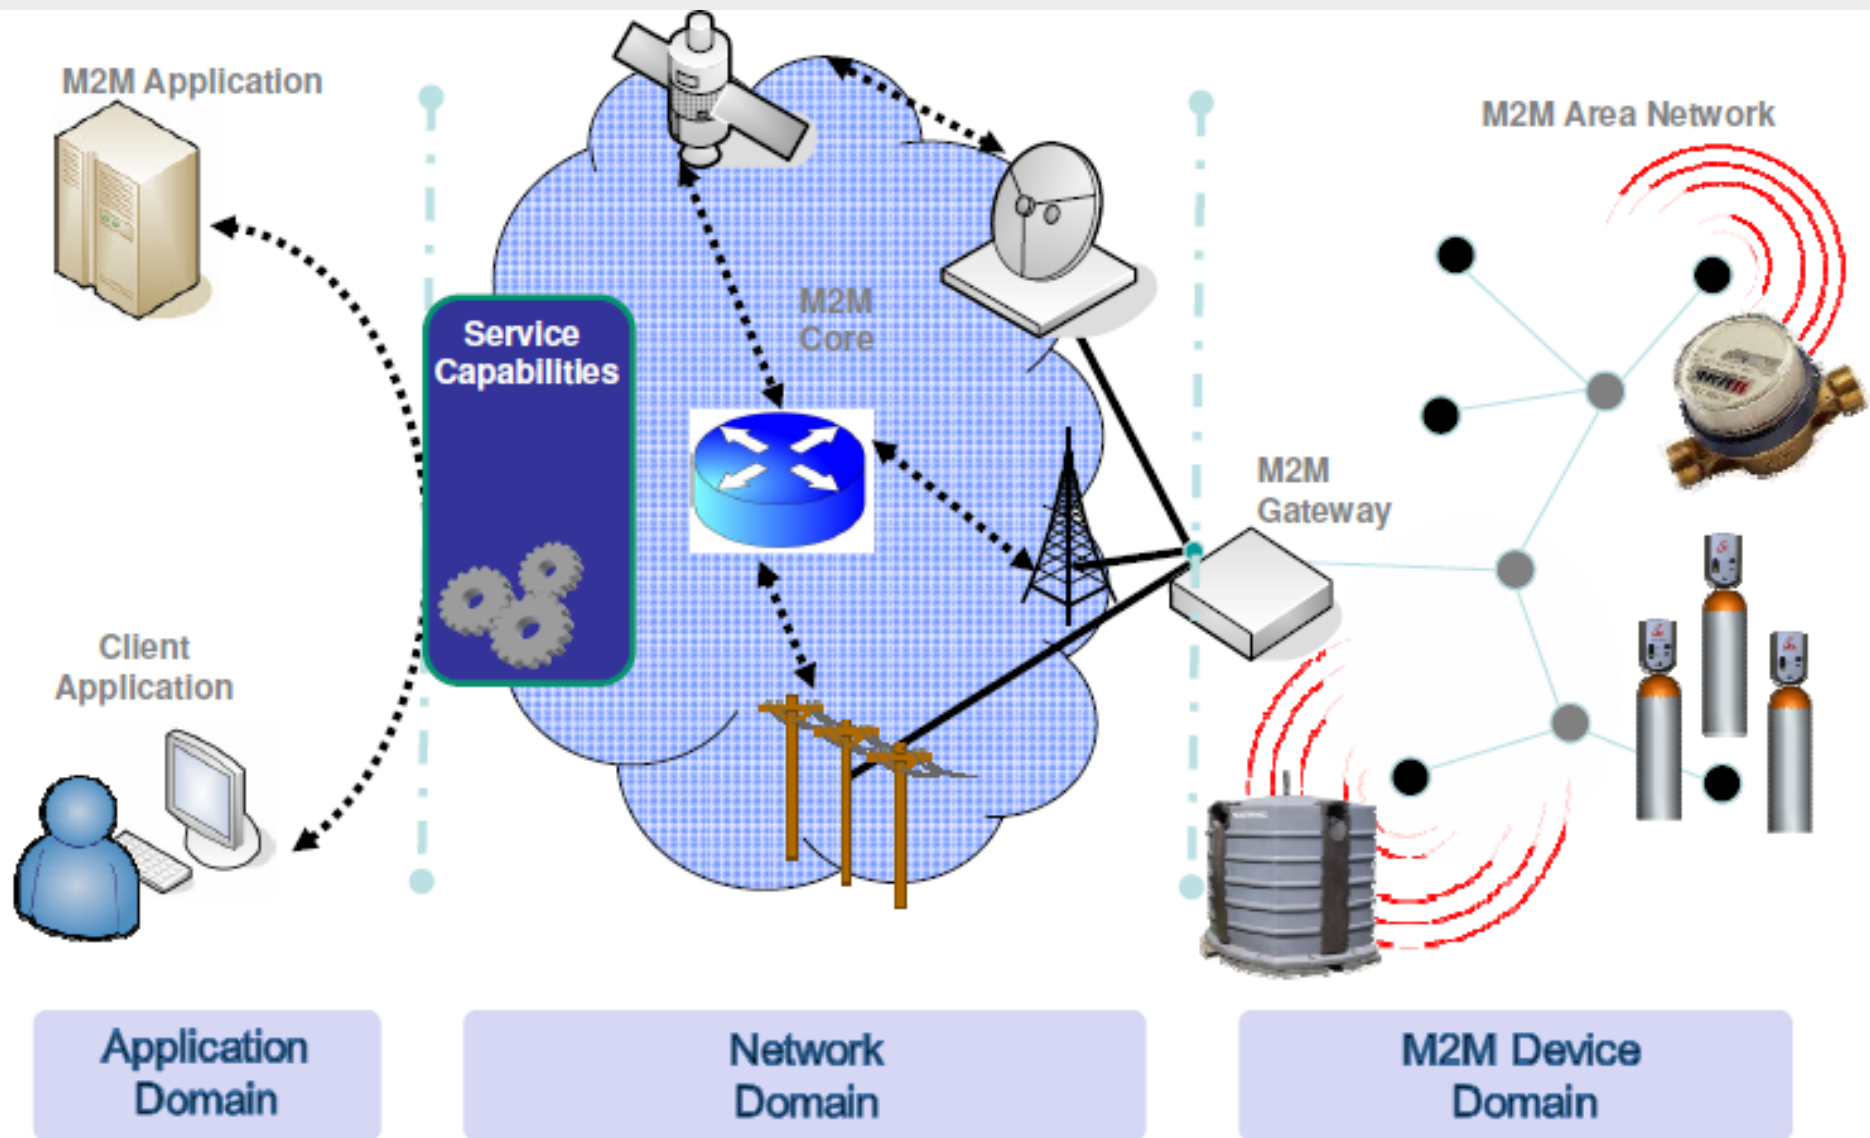 M2M Application
M2M Area Network
Service
Capabilities
M2M
Core
M2M
Gateway
Client
Application
Application
Domain
Network
Domain
M2M Device
Domain